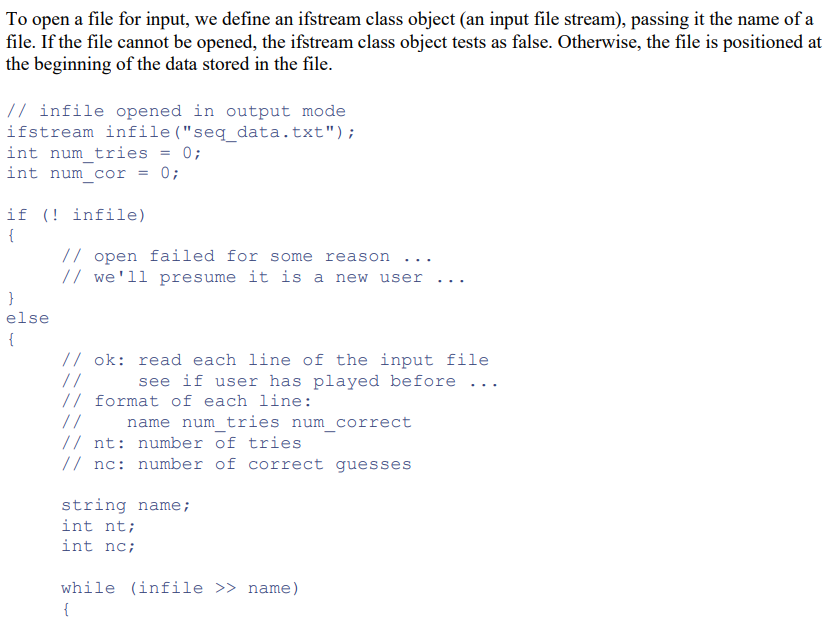 To open a file for input, we define an ifstream class object (an input file stream), passing it the name of a
file. If the file cannot be opened, the ifstream class object tests as false. Otherwise, the file is positioned at
the beginning of the data stored in the file.
// infile opened in output mode
ifstream infile("seq_data.txt");
int num_tries = 0;
int num_cor = 0;
if (! infile)
{
// open failed for some reason ...
// we'll presume it is a new user ...
}
else
{
// ok: read each line of the input file
// see if user has played before ...
// format of each line:
// name num_tries num_correct
// nt: number of tries
// nc: number of correct guesses
string name;
int nt;
int nc;
while (infile >> name)
{